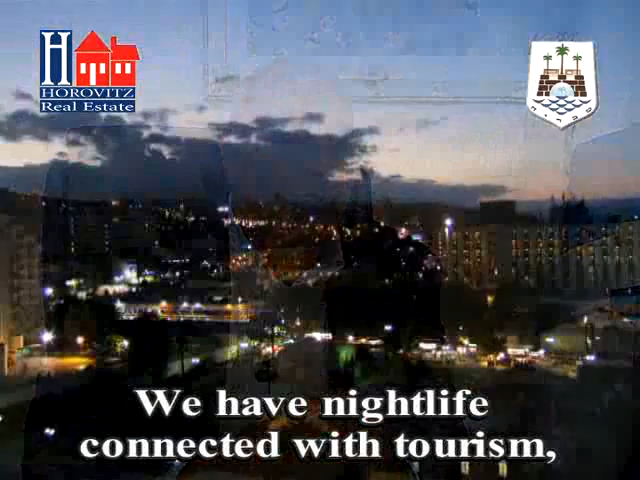 H
HOROVITZ
Real Estate
We have nightlife
connected with tourism,